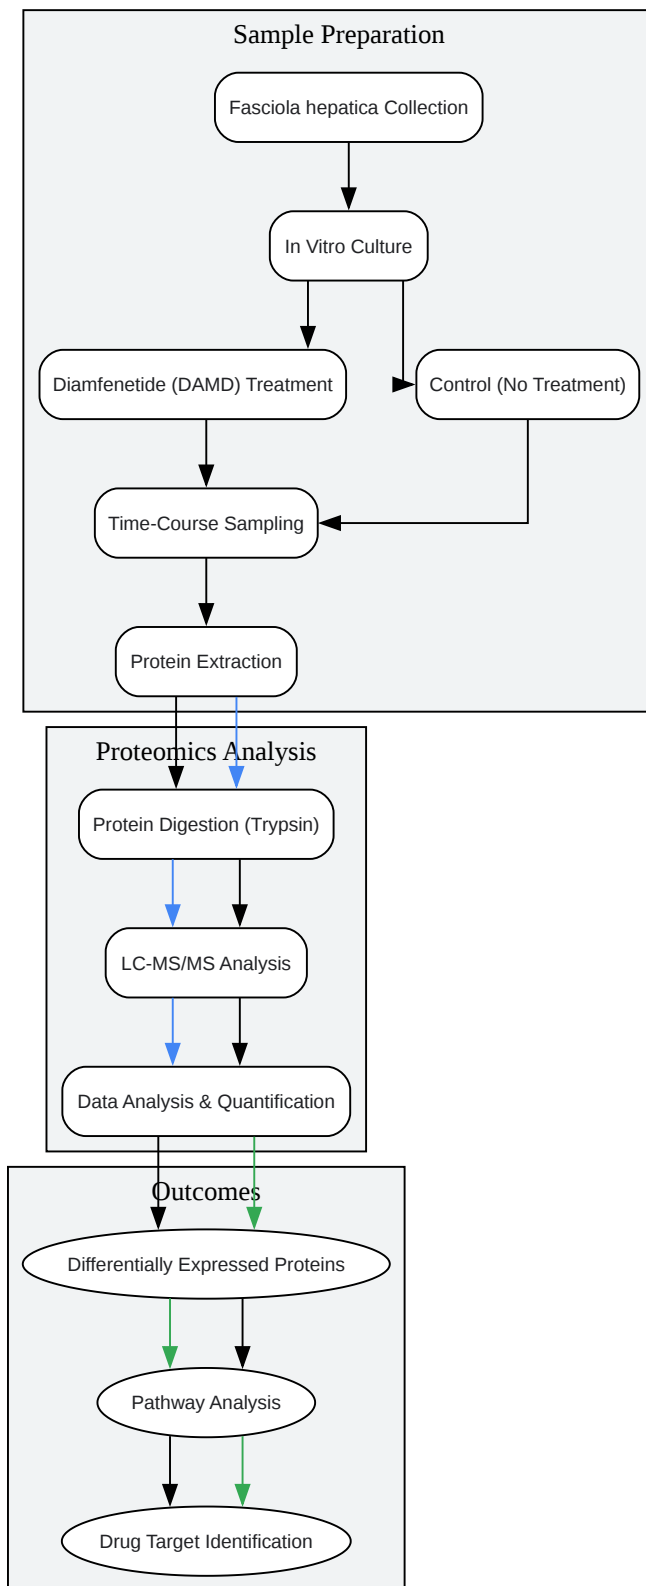 Sample Preparation
Fasciola hepatica Collection
In Vitro Culture
Diamfenetide (DAMD) Treatment
Control (No Treatment)
Time-Course Sampling
Protein Extraction
Proteomics Analysis
Protein Digestion (Trypsin)
LC-MS/MS Analysis
Data Analysis & Quantification
Outcomes
Differentially Expressed Proteins
Pathway Analysis
Drug Target Identification